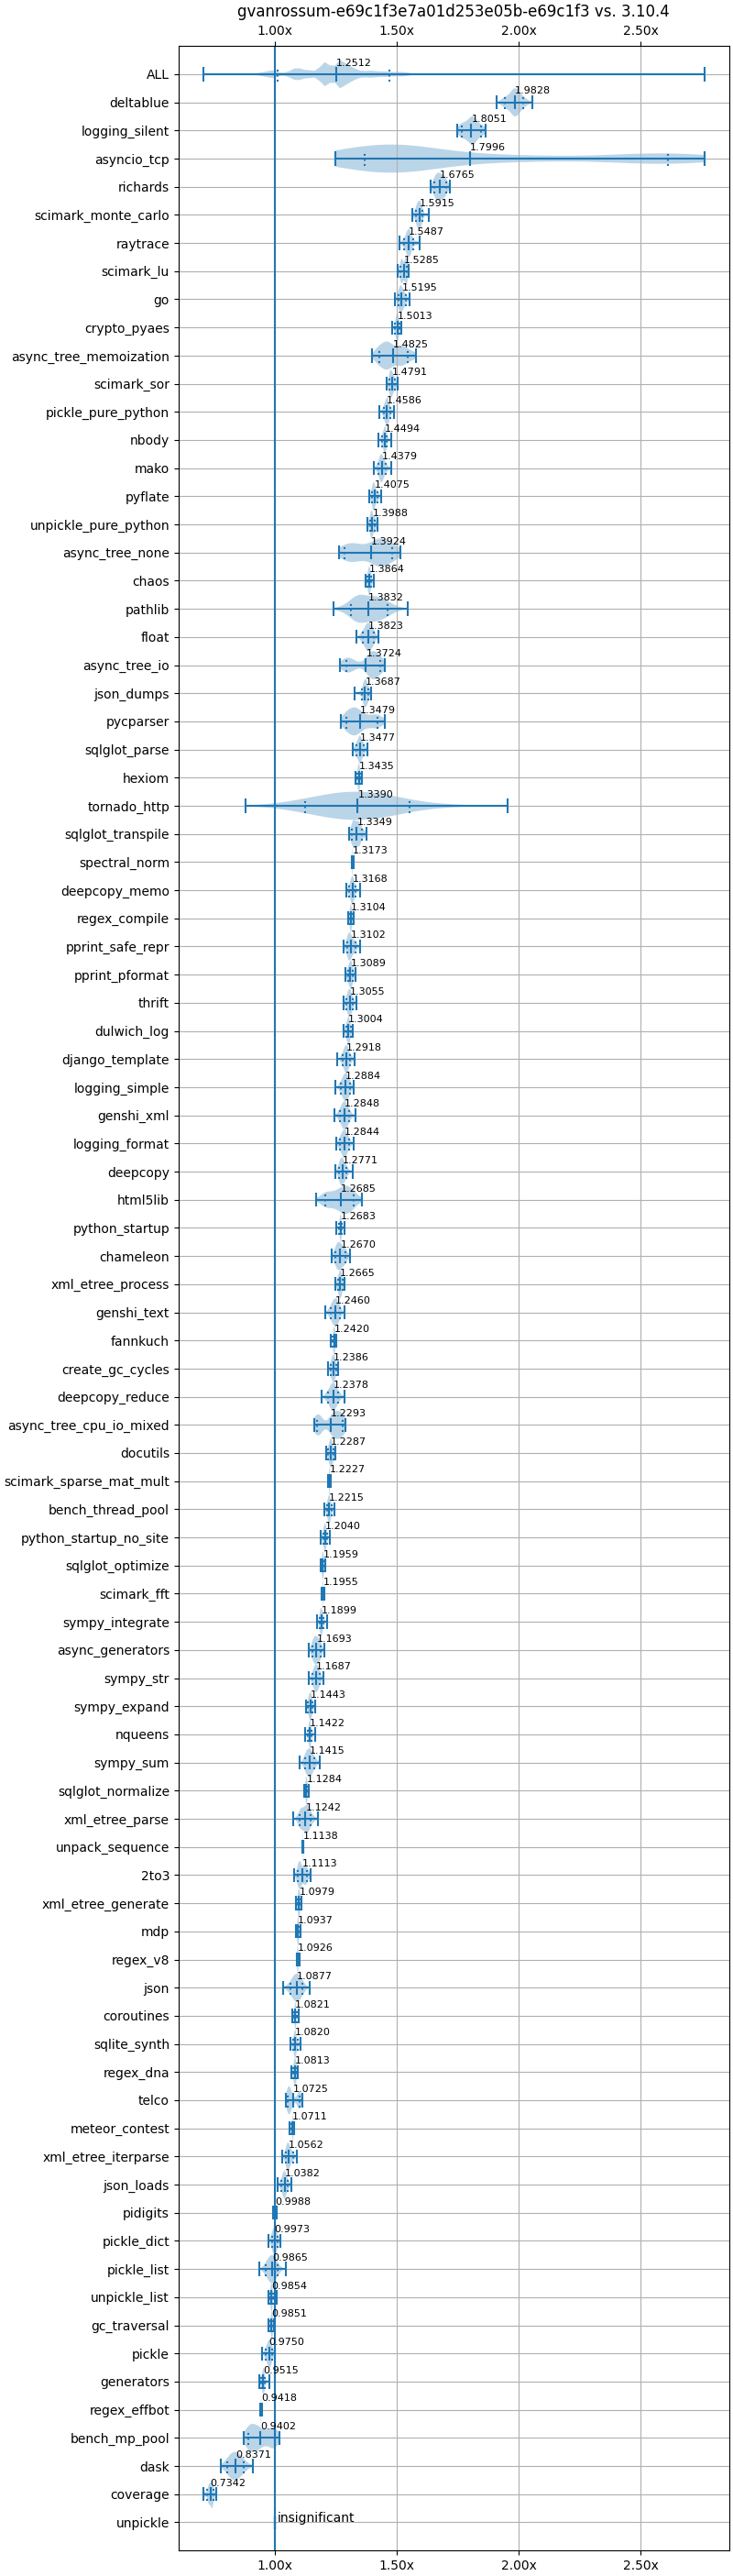 gvanrossum-e69c1f3e7a01d253e05b-e69c1f3 vs. 3.10.4
1.00x 1.50x 2.00x 2.50x
ALL 1.2512
deltablue 1.9828
logging_silent 1.8051
asyncio_tcp 1.7996
richards 1.6765
scimark_monte_carlo 1.5915
raytrace 1.5487
scimark_lu 1.5285
go 1.5195
crypto_pyaes 1.5013
async_tree_memoization 1.4825
scimark_sor 1.4791
pickle_pure_python 1.4586
nbody 1.4494
mako 1.4379
pyflate 1.4075
unpickle_pure_python 1.3988
async_tree_none 1.3924
chaos 1.3864
pathlib 1.3832
float 1.3823
async_tree_io 1.3724
json_dumps 1.3687
pycparser 1.3479
sqlglot_parse 1.3477
hexiom 1.3435
tornado_http 1.3390
sqlglot_transpile 1.3349
spectral_norm 1.3173
deepcopy_memo 1.3168
regex_compile 1.3104
pprint_safe_repr 1.3102
pprint_pformat 1.3089
thrift 1.3055
dulwich_log 1.3004
django_template 1.2918
logging_simple 1.2884
genshi_xml 1.2848
logging_format 1.2844
deepcopy 1.2771
html5lib 1.2685
python_startup 1.2683
chameleon 1.2670
xml_etree_process 1.2665
genshi_text 1.2460
fannkuch 1.2420
create_gc_cycles 1.2386
deepcopy_reduce 1.2378
async_tree_cpu_io_mixed 1.2293
docutils 1.2287
scimark_sparse_mat_mult 1.2227
bench_thread_pool 1.2215
python_startup_no_site 1.2040
sqlglot_optimize 1.1959
scimark_fft 1.1955
sympy_integrate 1.1899
async_generators 1.1693
sympy_str 1.1687
sympy_expand 1.1443
nqueens 1.1422
sympy_sum 1.1415
sqlglot_normalize 1.1284
xml_etree_parse 1.1242
unpack_sequence 1.1138
2to3 1.1113
xml_etree_generate 1.0979
mdp 1.0937
regex_v8 1.0926
json 1.0877
coroutines 1.0821
sqlite_synth 1.0820
regex_dna 1.0813
telco 1.0725
meteor_contest 1.0711
xml_etree_iterparse 1.0562
json_loads 1.0382
pidigits 0.9988
pickle_dict 0.9973
pickle_list 0.9865
unpickle_list 0.9854
gc_traversal 0.9851
pickle 0.9750
generators 0.9515
regex_effbot 0.9418
bench_mp_pool 0.9402
dask 0.8371
coverage 0.7342
unpickle insignificant
1.00x 1.50x 2.00x 2.50x